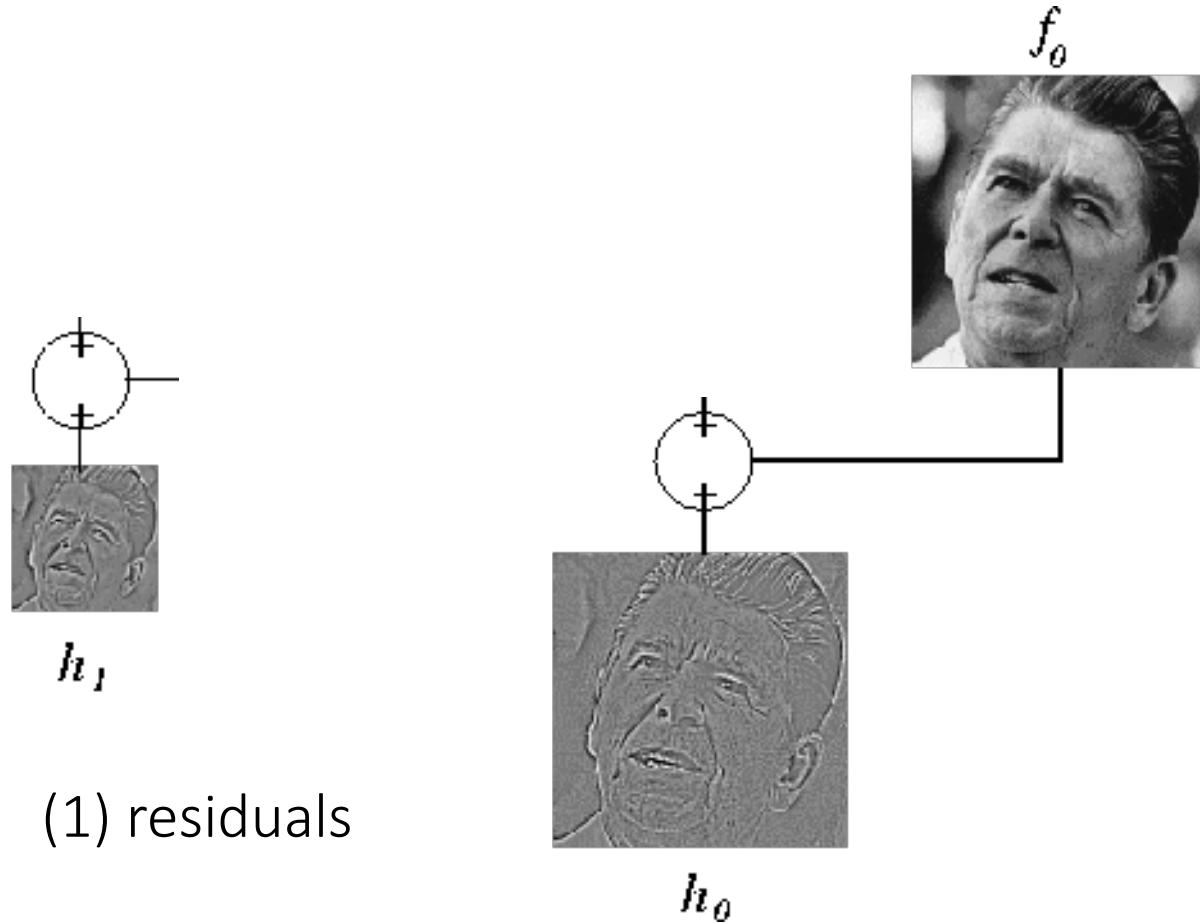 f₀
+
+
+
+
h₁
(1) residuals
h₀